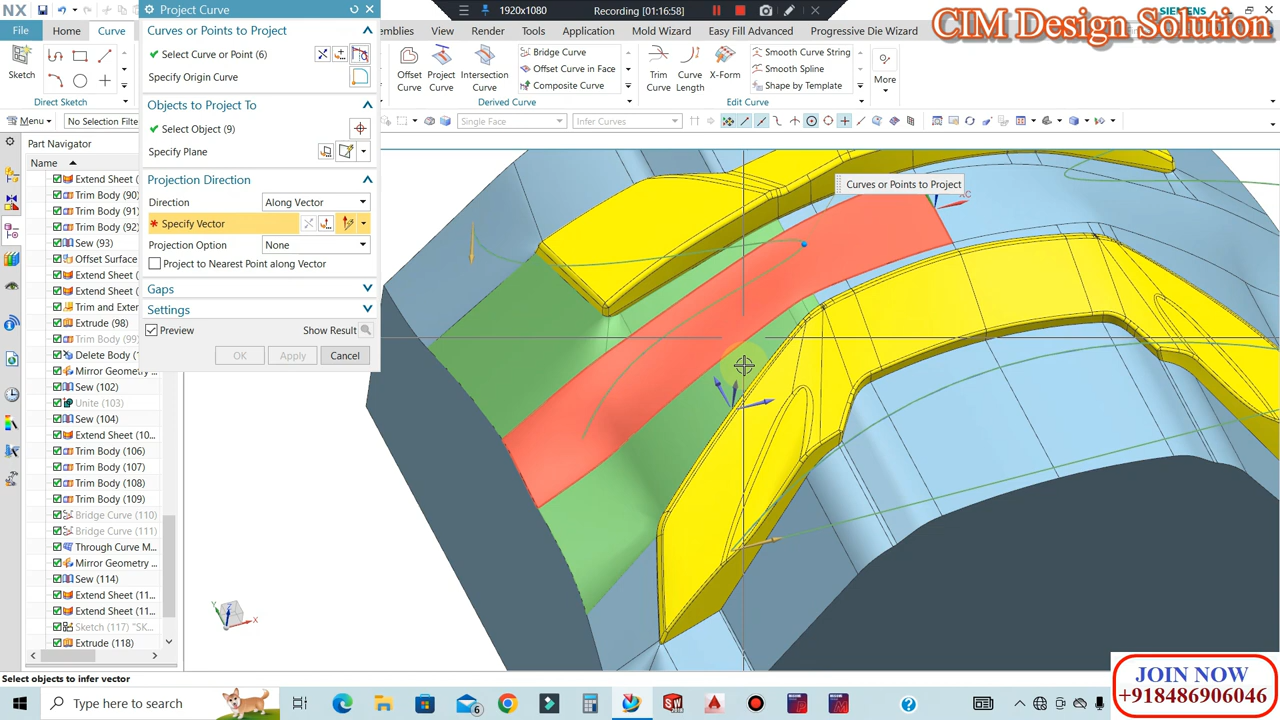 NX
Project Curve
1920x1080
Recording [01:16:58]
SIEMENS
CIM Design Solution
File
Home
Curve
emblies
View
Render
Tools
Application
Mold Wizard
Easy Fill Advanced
Progressive Die Wizard
Sketch
Direct Sketch
Offset Curve
Project Curve
Intersection Curve
Bridge Curve
Offset Curve in Face
Composite Curve
Derived Curve
Trim Curve
Curve Length
X-Form
Smooth Curve String
Smooth Spline
Shape by Template
Edit Curve
More
Menu
No Selection Filte
Single Face
Infer Curves
Curves or Points to Project
Select Curve or Point (6)
Specify Origin Curve
Objects to Project To
Select Object (9)
Specify Plane
Projection Direction
Direction
Along Vector
* Specify Vector
Projection Option
None
Project to Nearest Point along Vector
Gaps
Settings
Preview
Show Result
OK
Apply
Cancel
Part Navigator
Name
Extend Sheet (
Trim Body (90)
Trim Body (91)
Trim Body (92)
Sew (93)
Offset Surface
Extend Sheet (
Trim and Exten
Extrude (98)
Trim Body (99)
Delete Body (1
Mirror Geometry
Sew (102)
Unite (103)
Sew (104)
Extend Sheet (10...
Trim Body (106)
Trim Body (107)
Trim Body (108)
Trim Body (109)
Bridge Curve (110)
Bridge Curve (111)
Through Curve M...
Mirror Geometry
Sew (114)
Extend Sheet (11...
Extend Sheet (11...
Sketch (117) "SK...
Extrude (118)
Curves or Points to Project
XC
Z
Y
X
Select objects to infer vector
Type here to search
6
JOIN NOW
+918486906046